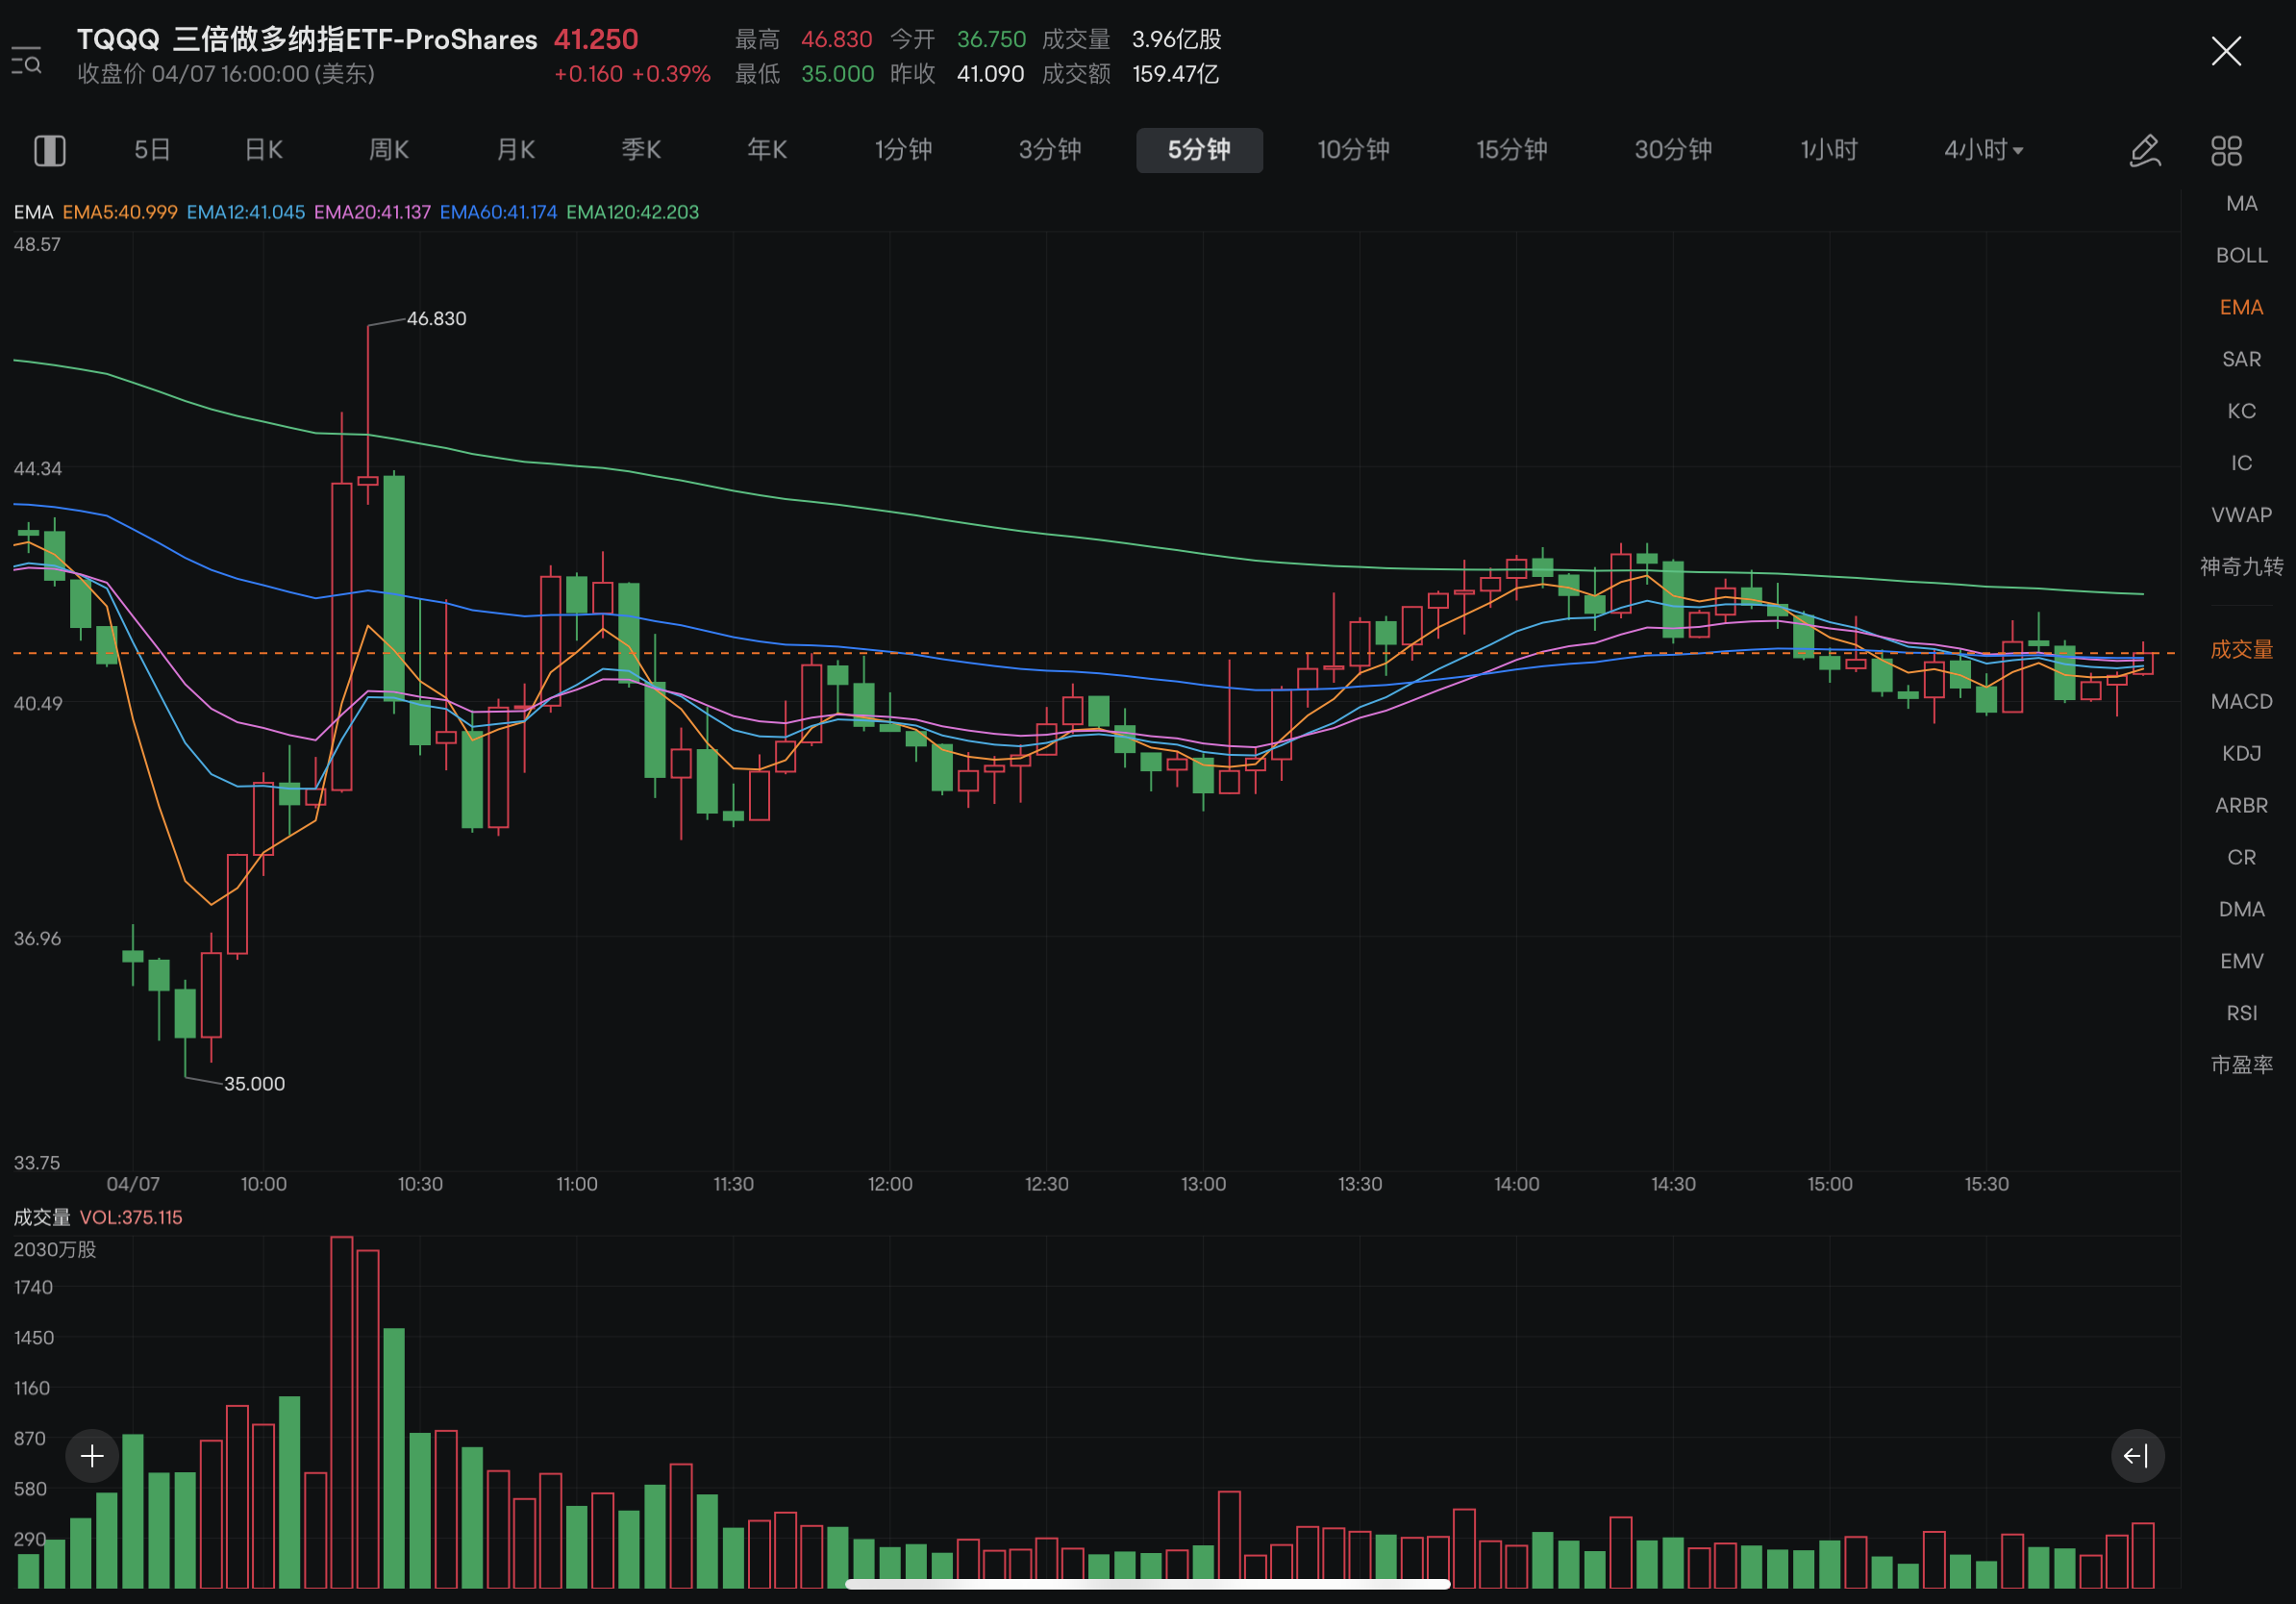 TQQQ 三倍做多纳指ETF-ProShares 41.250 最高 46.830 今开 36.750 成交量 3.96亿股
收盘价 04/07 16:00:00 (美东) +0.160 +0.39% 最低 35.000 昨收 41.090 成交额 159.47亿
5日 日K 周K 月K 季K 年K 1分钟 3分钟 5分钟 10分钟 15分钟 30分钟 1小时 4小时
EMA EMA5:40.999 EMA12:41.045 EMA20:41.137 EMA60:41.174 EMA120:42.203
48.57
46.830
44.34
40.49
36.96
35.000
33.75
04/07 10:00 10:30 11:00 11:30 12:00 12:30 13:00 13:30 14:00 14:30 15:00 15:30
成交量 VOL:375.115
2030万股
1740
1450
1160
870
580
290
MA
BOLL
EMA
SAR
KC
IC
VWAP
神奇九转
成交量
MACD
KDJ
ARBR
CR
DMA
EMV
RSI
市盈率